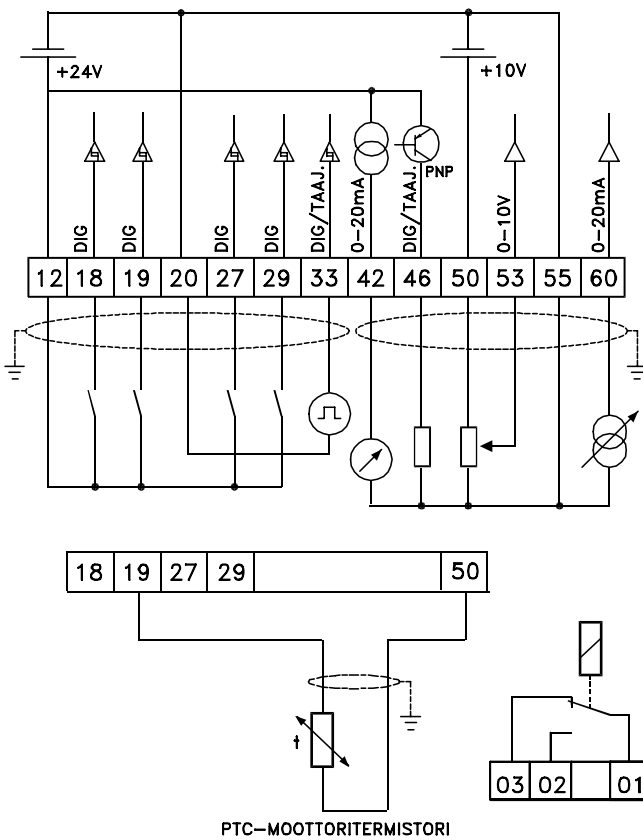 +24V
+10V
PNP
DIG
DIG
DIG
DIG
DIG/TAAJ.
0-20mA
DIG/TAAJ.
0-10V
0-20mA
12 18 19 20 27 29 33 42 46 50 53 55 60
18 19 27 29 50
t
03 02 01
PTC-MOOTTORITERMISTORI